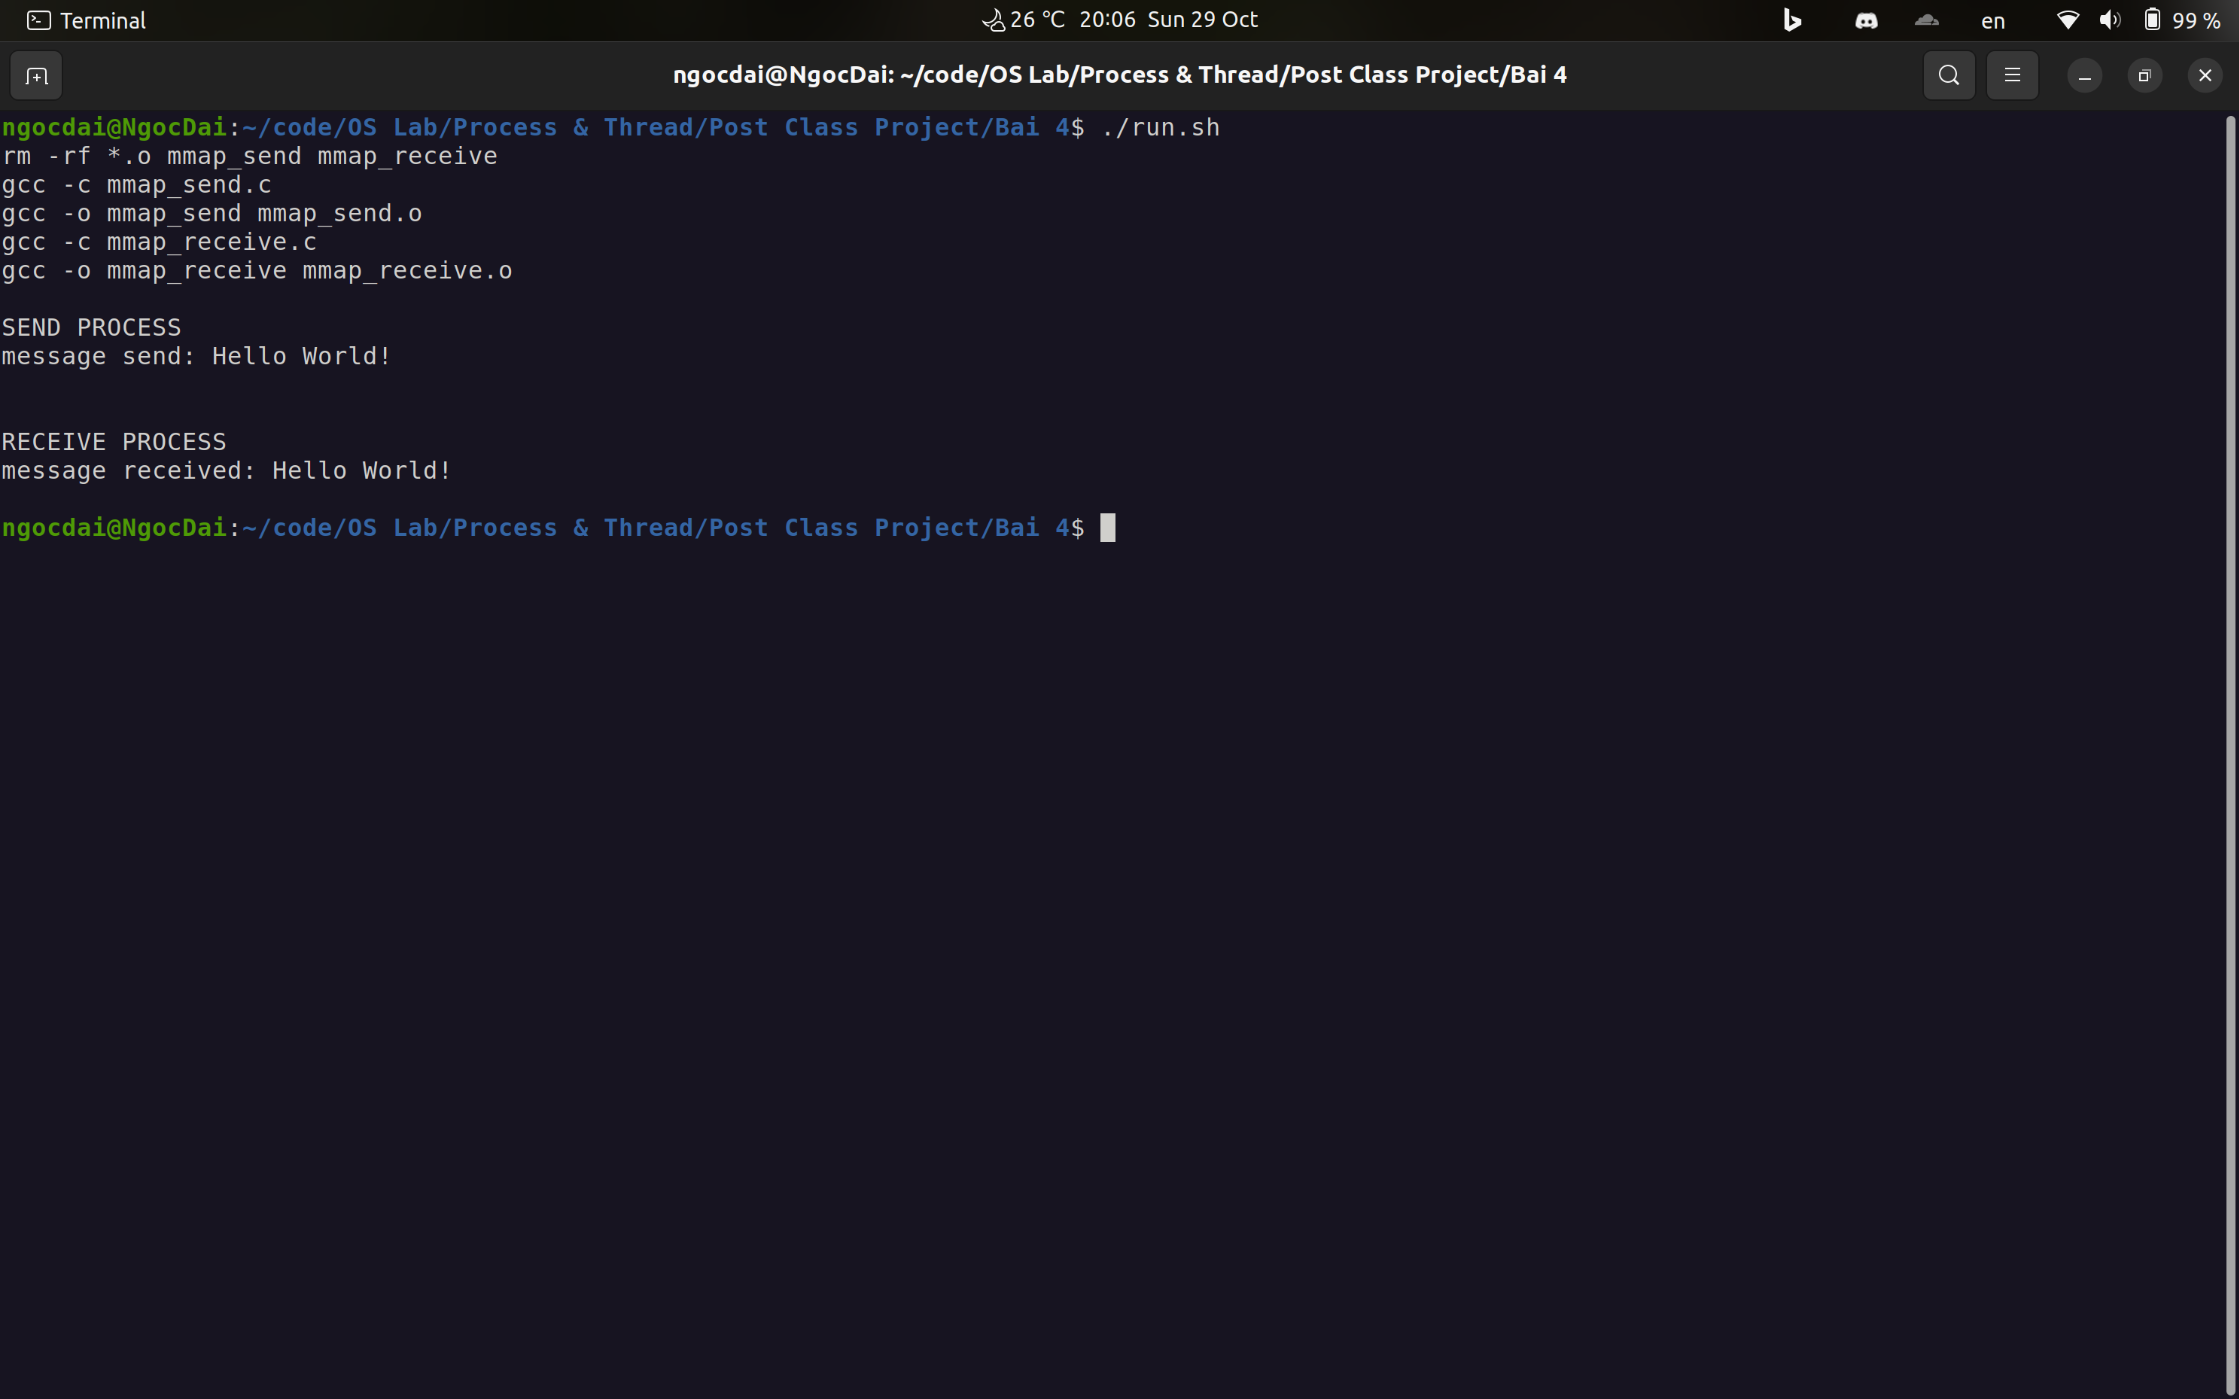 Terminal
26 °C 20:06 Sun 29 Oct
en
99 %
ngocdai@NgocDai: ~/code/OS Lab/Process & Thread/Post Class Project/Bai 4
ngocdai@NgocDai:~/code/OS Lab/Process & Thread/Post Class Project/Bai 4$ ./run.sh
rm -rf *.o mmap_send mmap_receive
gcc -c mmap_send.c
gcc -o mmap_send mmap_send.o
gcc -c mmap_receive.c
gcc -o mmap_receive mmap_receive.o
SEND PROCESS
message send: Hello World!
RECEIVE PROCESS
message received: Hello World!
ngocdai@NgocDai:~/code/OS Lab/Process & Thread/Post Class Project/Bai 4$